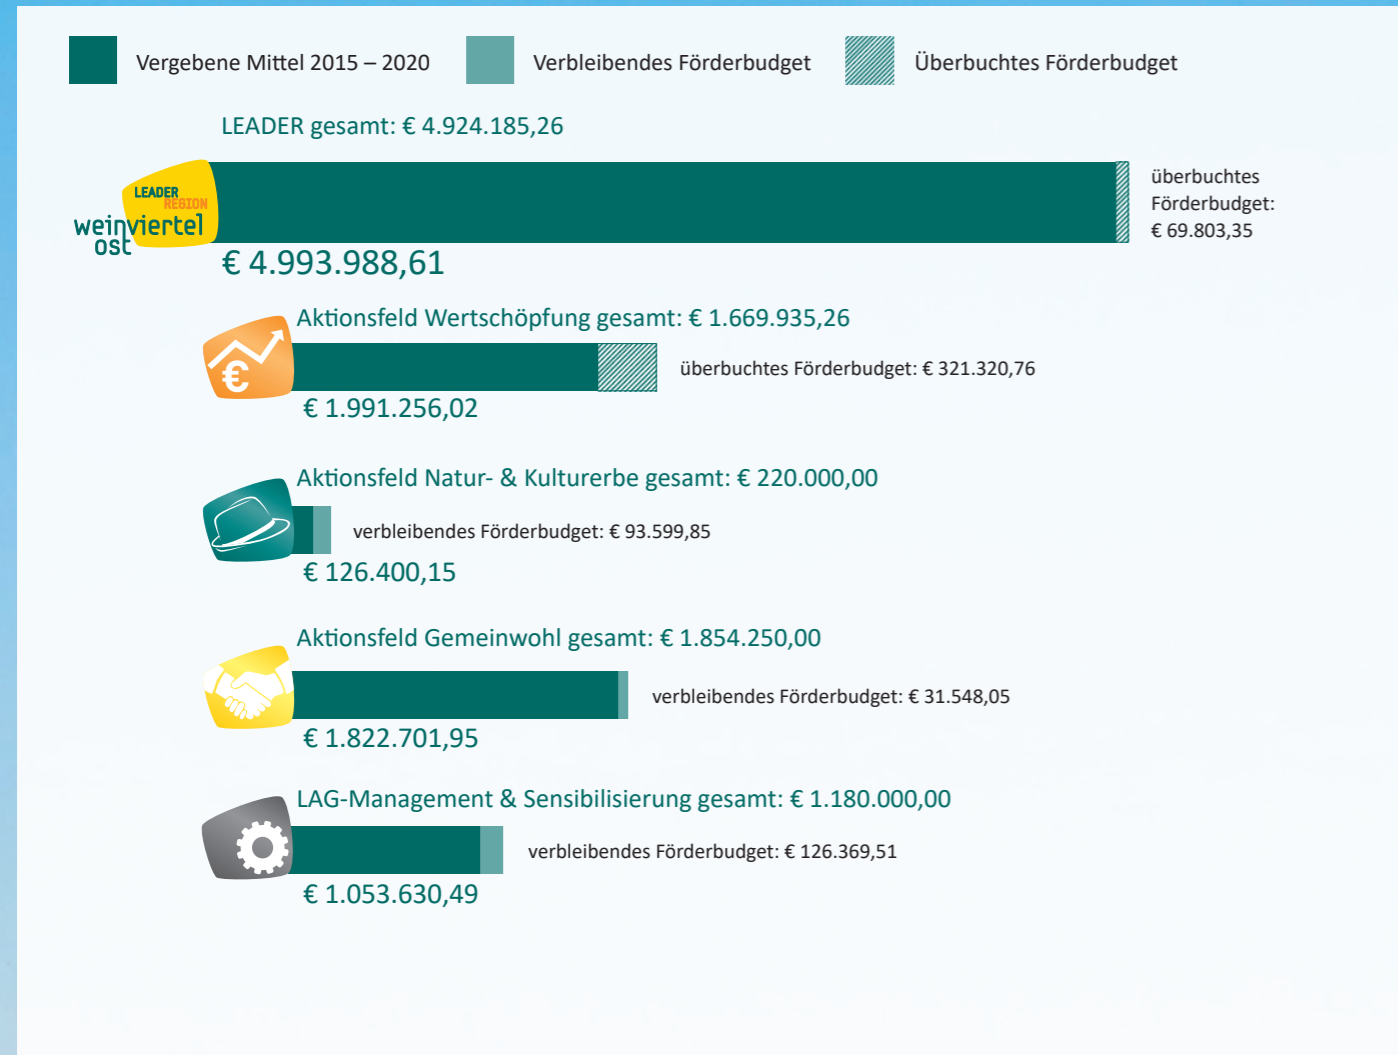 Vergebene Mittel 2015 – 2020
Verbleibendes Förderbudget
Überbuchtes Förderbudget
LEADER gesamt: € 4.924.185,26
LEADER
REGION
weinviertel
ost
überbuchtes
Förderbudget:
€ 69.803,35
€ 4.993.988,61
Aktionsfeld Wertschöpfung gesamt: € 1.669.935,26
€
überbuchtes Förderbudget: € 321.320,76
€ 1.991.256,02
Aktionsfeld Natur- & Kulturerbe gesamt: € 220.000,00
verbleibendes Förderbudget: € 93.599,85
€ 126.400,15
Aktionsfeld Gemeinwohl gesamt: € 1.854.250,00
verbleibendes Förderbudget: € 31.548,05
€ 1.822.701,95
LAG-Management & Sensibilisierung gesamt: € 1.180.000,00
verbleibendes Förderbudget: € 126.369,51
€ 1.053.630,49